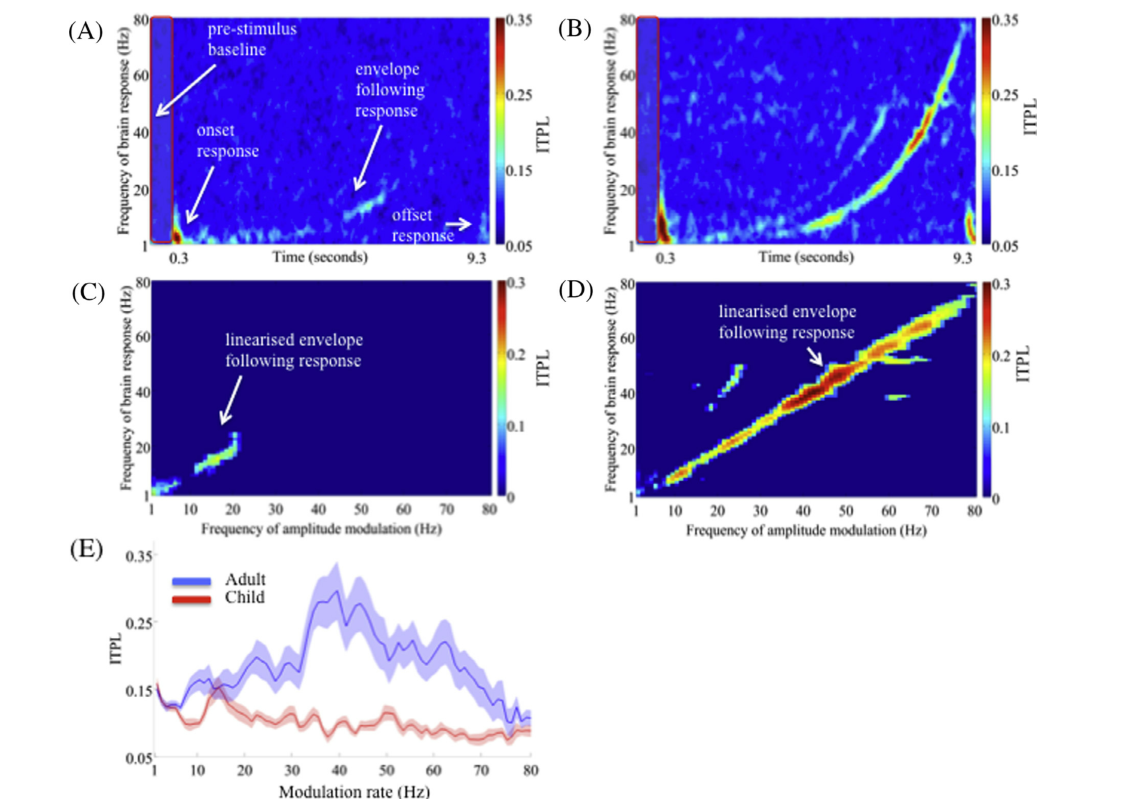 (A)
80
60
40
20
1
Frequency of brain response (Hz)
pre-stimulus
baseline
onset
response
envelope
following
response
offset
response
0.3
Time (seconds)
9.3
0.35
0.25
0.15
0.05
ITPL
(B)
80
60
40
20
1
Frequency of brain response (Hz)
0.3
Time (seconds)
9.3
0.35
0.25
0.15
0.05
ITPL
(C)
80
60
40
20
1
Frequency of brain response (Hz)
linearised envelope
following response
1 10 20 30 40 50 60 70 80
Frequency of amplitude modulation (Hz)
0.3
0.2
0.1
0
ITPL
(D)
80
60
40
20
1
Frequency of brain response (Hz)
linearised envelope
following response
1 10 20 30 40 50 60 70 80
Frequency of amplitude modulation (Hz)
0.3
0.2
0.1
0
ITPL
(E)
0.35
0.25
0.15
0.05
ITPL
Adult
Child
1 10 20 30 40 50 60 70 80
Modulation rate (Hz)